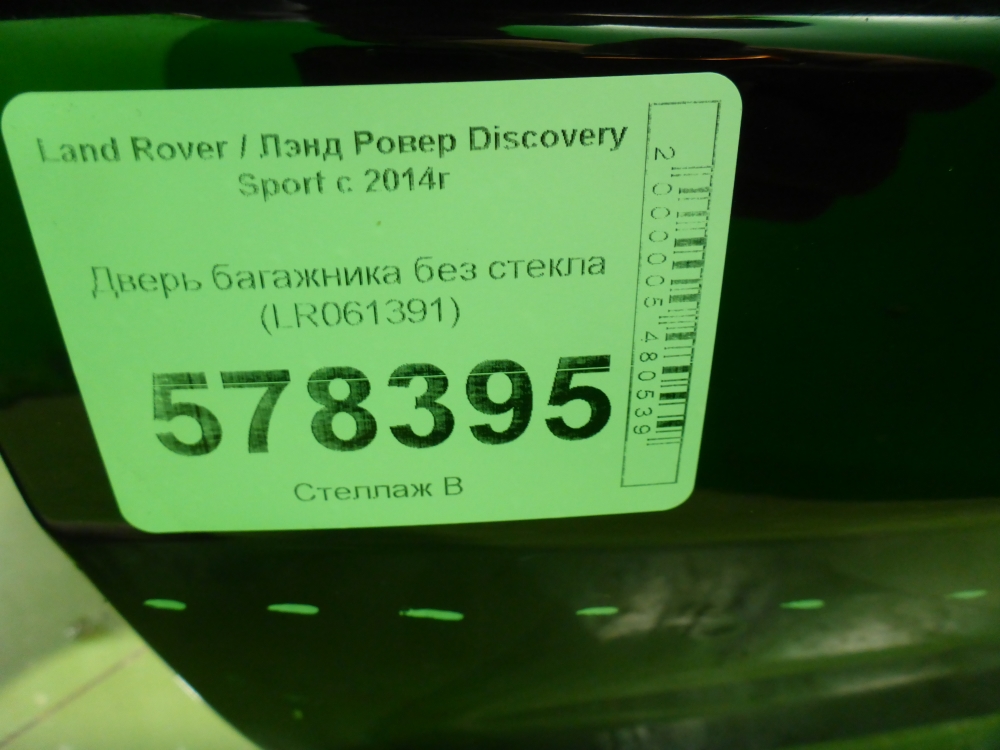 Land Rover / Лэнд Ровер Discovery
Sport с 2014г
Дверь багажника без стекла
(LR061391)
578395
Стеллаж В
2000005480539